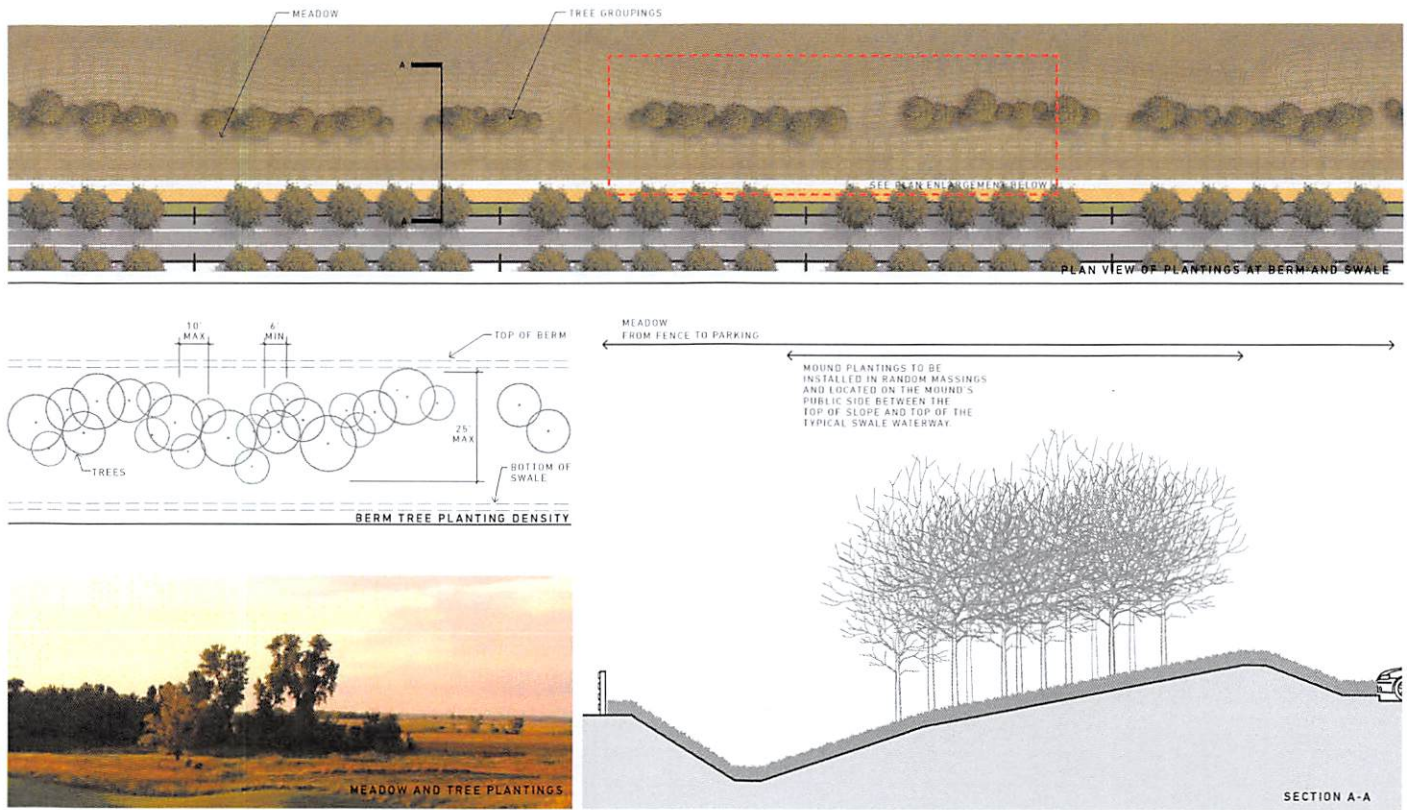 MEADOW
TREE GROUPINGS
A
A
SEE PLAN ENLARGEMENT BELOW
PLAN VIEW OF PLANTINGS AT BERM AND SWALE
10'
MAX
6'
MIN
TOP OF BERM
25'
MAX
TREES
BOTTOM OF
SWALE
BERM TREE PLANTING DENSITY
MEADOW
FROM FENCE TO PARKING
MOUND PLANTINGS TO BE
INSTALLED IN RANDOM MASSINGS
AND LOCATED ON THE MOUND'S
PUBLIC SIDE BETWEEN THE
TOP OF SLOPE AND TOP OF THE
TYPICAL SWALE WATERWAY.
MEADOW AND TREE PLANTINGS
SECTION A-A